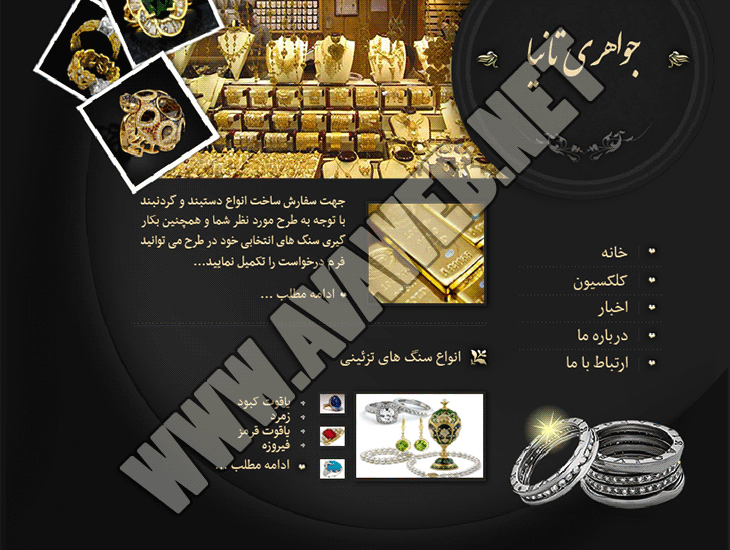 جواهری تانیا
جهت سفارش ساخت انواع دستبند و گردنبند
با توجه به طرح مورد نظر شما و همچنین بکار
گیری سنگ های انتخابی خود در طرح می توانید
فرم درخواست را تکمیل نمایید...
ادامه مطلب ...
خانه
کلکسیون
اخبار
درباره ما
ارتباط با ما
انواع سنگ های تزئینی
یاقوت کبود
زمرد
یاقوت قرمز
فیروزه
ادامه مطلب ...
WWW.AVAWEB.NET